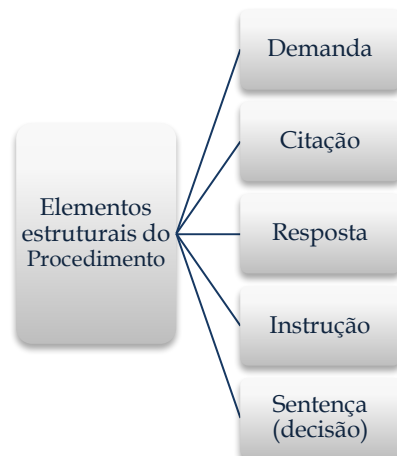 Elementos
estruturais do
Procedimento
Demanda
Citação
Resposta
Instrução
Sentença
(decisão)